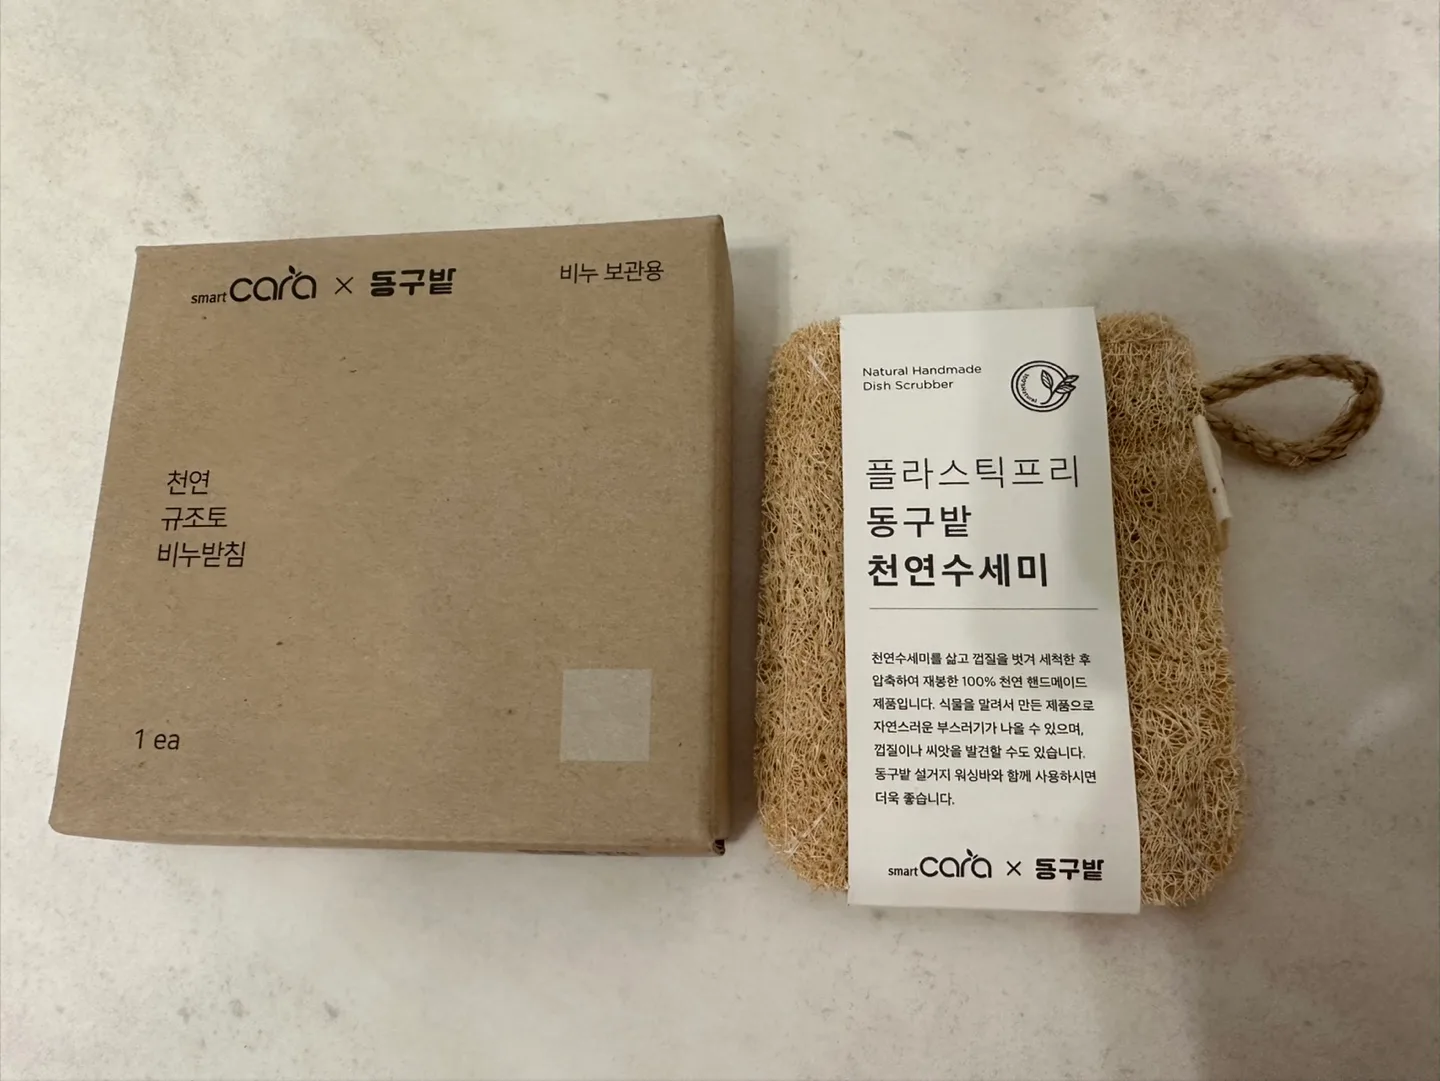 smart cara × 동구밭
비누 보관용
천연
규조토
비누받침
1 ea
Natural Handmade
Dish Scrubber
플라스틱프리
동구밭
천연수세미
천연수세미를 삶고 껍질을 벗겨 세척한 후
압축하여 재봉한 100% 천연 핸드메이드
제품입니다. 식물을 말려서 만든 제품으로
자연스러운 부스러기가 나올 수 있으며,
껍질이나 씨앗을 발견할 수도 있습니다.
동구밭 설거지 워싱바와 함께 사용하시면
더욱 좋습니다.
smart cara × 동구밭